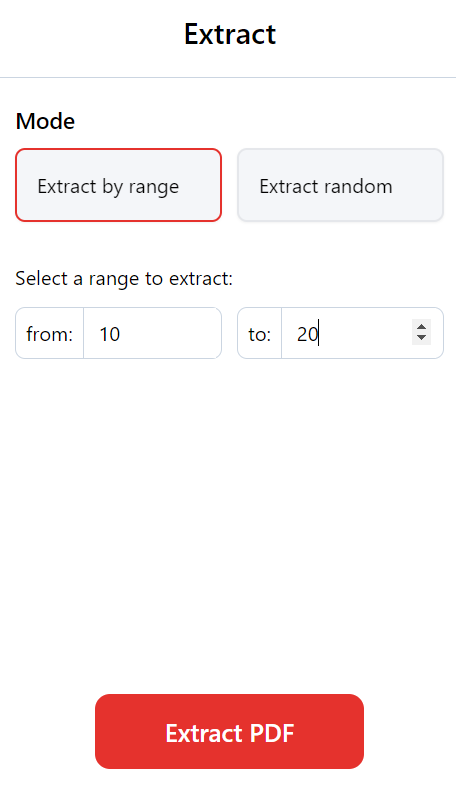 Extract
Mode
Extract by range Extract random
Select a range to extract:
from: 10 to: 20
Extract PDF